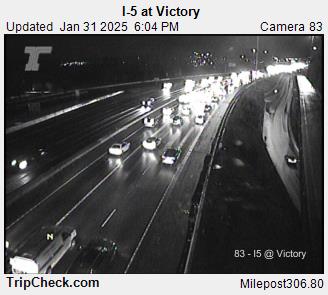 I-5 at Victory
Updated  Jan 31 2025  6:04 PM
Camera 83
T
N
83 - I5 @ Victory
TripCheck.com
Milepost306.80